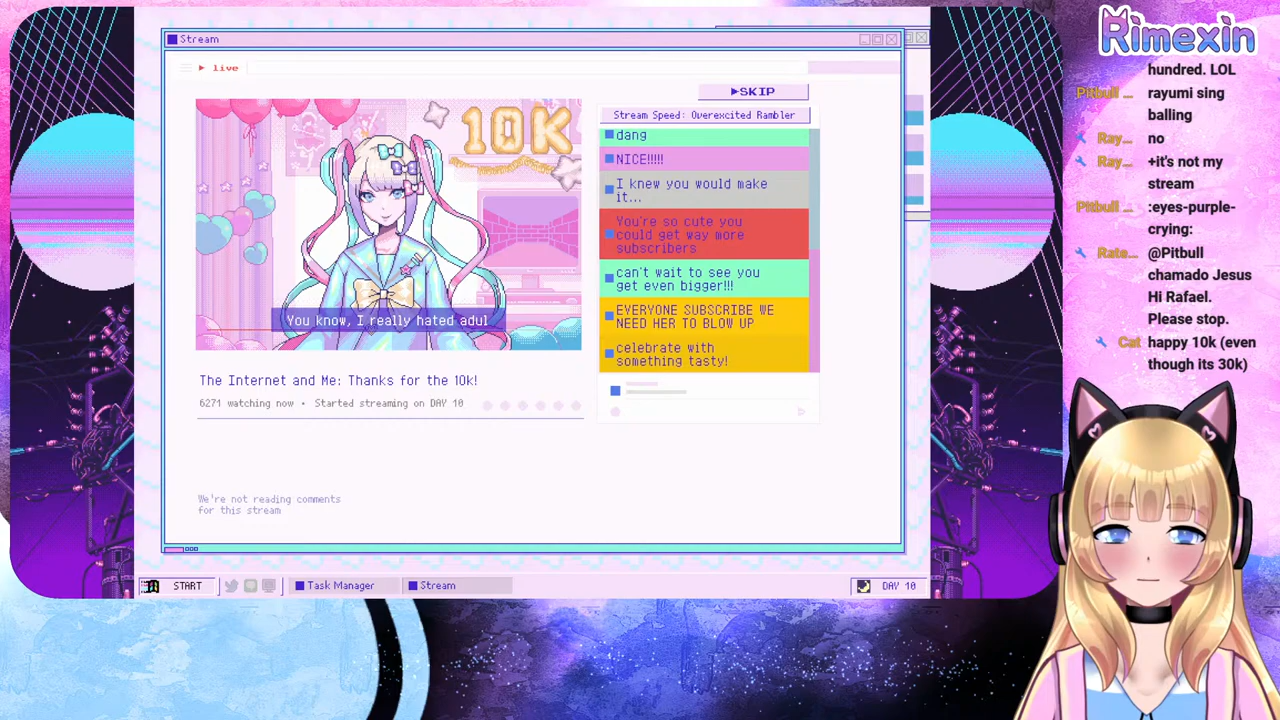 Stream
live
▶SKIP
10K
You know, I really hated adul
The Internet and Me: Thanks for the 10k!
6271 watching now • Started streaming on DAY 10
We're not reading comments
for this stream
Stream Speed: Overexcited Rambler
dang
NICE!!!!!
I knew you would make
it...
You're so cute you
could get way more
subscribers
can't wait to see you
get even bigger!!!
EVERYONE SUBSCRIBE WE
NEED HER TO BLOW UP
celebrate with
something tasty!
START
Task Manager
Stream
DAY 10
Rimexin
hundred. LOL
Pitbull ... rayumi sing
balling
Ray... no
Ray... +it's not my
stream
Pitbull ... :eyes-purple-
crying:
Rate... @Pitbull
chamado Jesus
Hi Rafael.
Please stop.
Cat happy 10k (even
though its 30k)